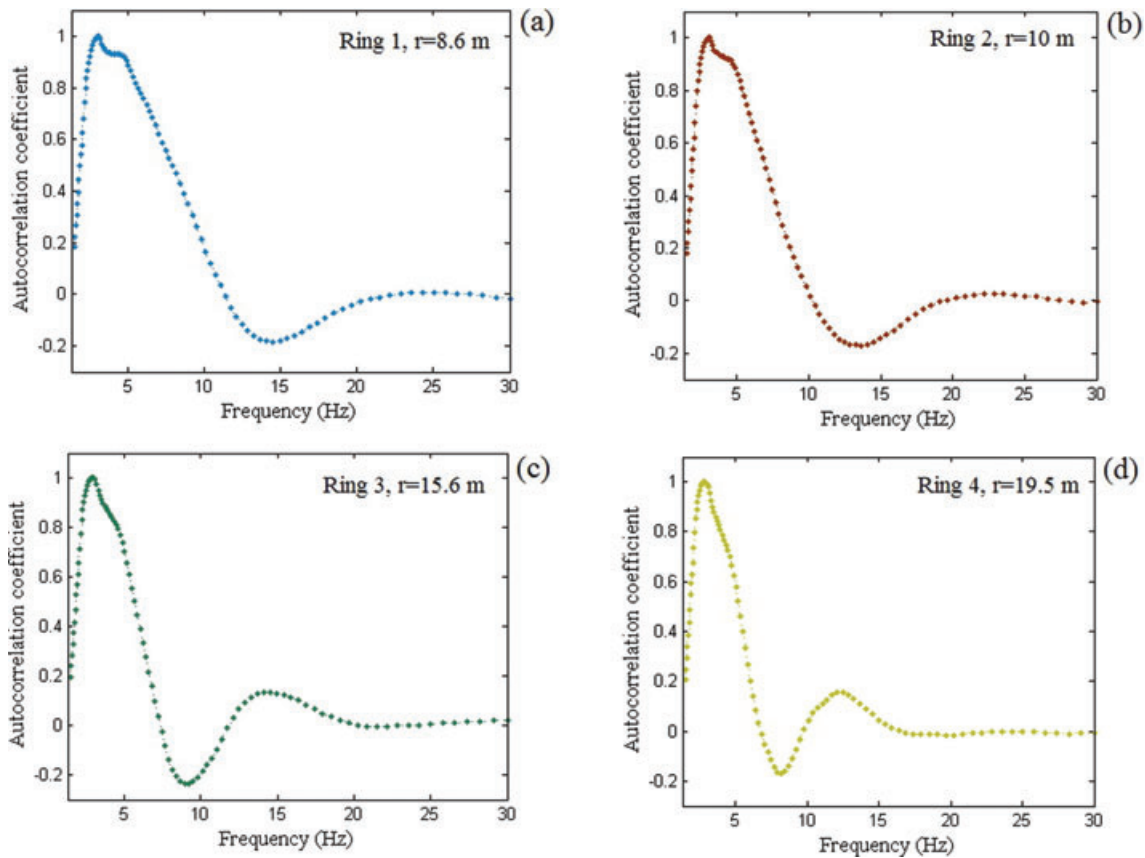 (a)
Ring 1, r=8.6 m
1
0.8
0.6
0.4
0.2
0
-0.2
Autocorrelation coefficient
5 10 15 20 25 30
Frequency (Hz)
(b)
Ring 2, r=10 m
1
0.8
0.6
0.4
0.2
0
-0.2
Autocorrelation coefficient
5 10 15 20 25 30
Frequency (Hz)
(c)
Ring 3, r=15.6 m
1
0.8
0.6
0.4
0.2
0
-0.2
Autocorrelation coefficient
5 10 15 20 25 30
Frequency (Hz)
(d)
Ring 4, r=19.5 m
1
0.8
0.6
0.4
0.2
0
-0.2
Autocorrelation coefficient
5 10 15 20 25 30
Frequency (Hz)